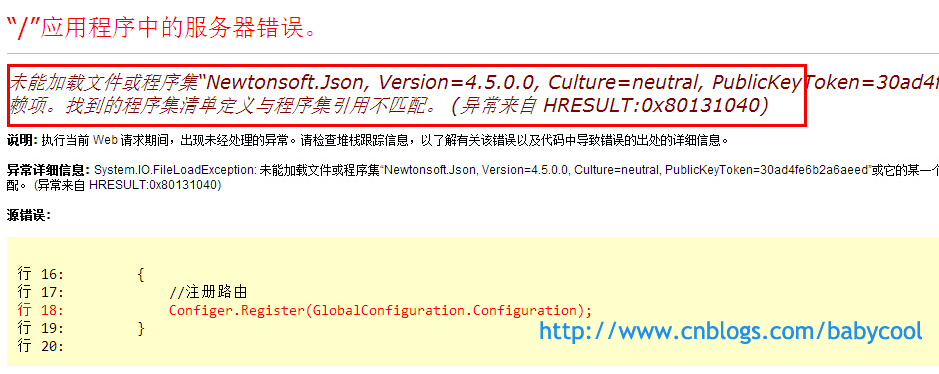 “/”应用程序中的服务器错误。
未能加载文件或程序集“Newtonsoft.Json, Version=4.5.0.0, Culture=neutral, PublicKeyToken=30ad4f
赖项。找到的程序集清单定义与程序集引用不匹配。 (异常来自 HRESULT:0x80131040)
说明: 执行当前 Web 请求期间，出现未经处理的异常。请检查堆栈跟踪信息，以了解有关该错误以及代码中导致错误的出处的详细信息。
异常详细信息: System.IO.FileLoadException: 未能加载文件或程序集“Newtonsoft.Json, Version=4.5.0.0, Culture=neutral, PublicKeyToken=30ad4fe6b2a6aeed”或它的某一个
配。 (异常来自 HRESULT:0x80131040)
源错误:
行 16: {
行 17: //注册路由
行 18: Configer.Register(GlobalConfiguration.Configuration);
行 19: }
行 20:
http://www.cnblogs.com/babycool